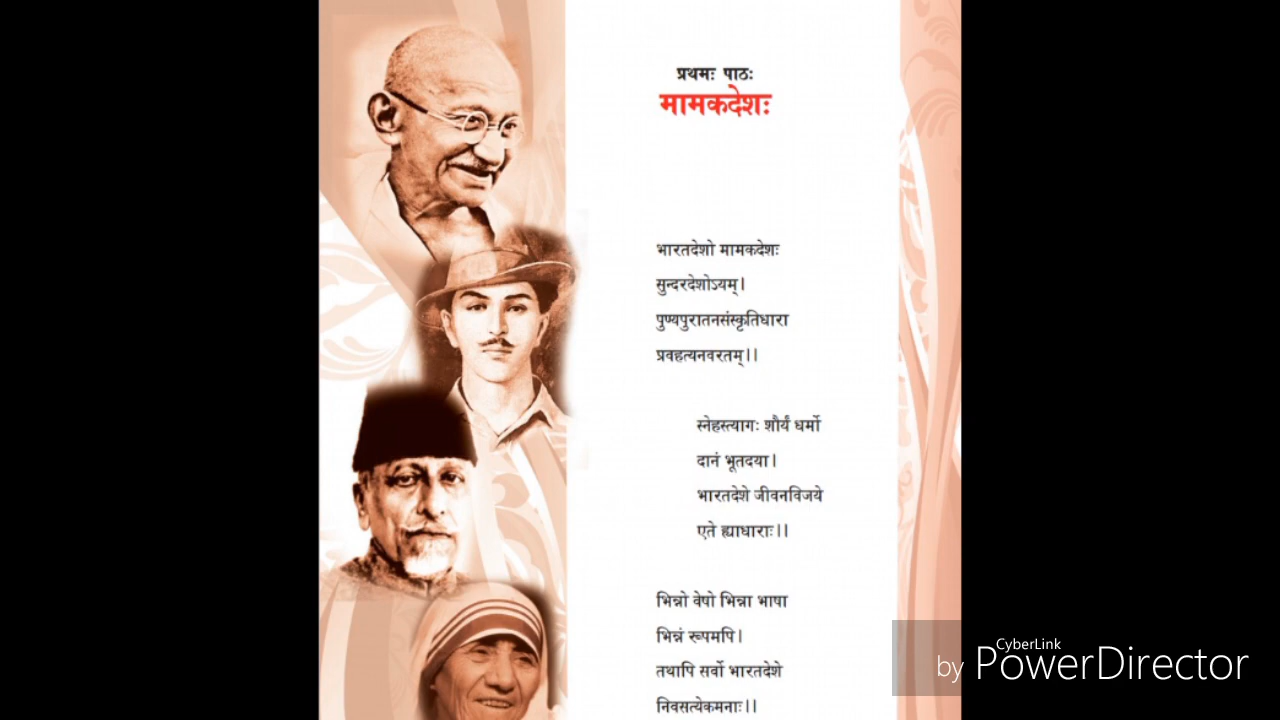 प्रथमः पाठः
मामकदेशः
भारतदेशो मामकदेशः
सुन्दरदेशोऽयम्।
पुण्यपुरातनसंस्कृतिधारा
प्रवहत्यनवरतम्।।
स्नेहस्त्यागः शौर्यं धर्मो
दानं भूतदया।
भारतदेशे जीवनविजये
एते ह्याधाराः।।
भिन्नो वेषो भिन्ना भाषा
भिन्नं रूपमपि।
तथापि सर्वो भारतदेशे
निवसत्येकमनाः।।
CyberLink
by PowerDirector